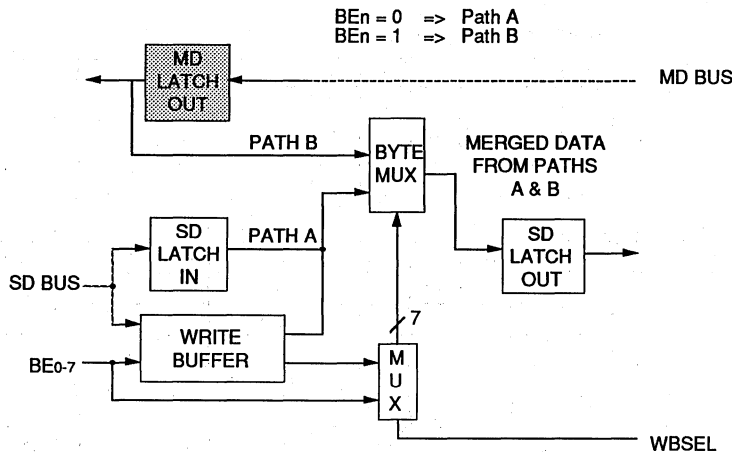 BEn = 0 => Path A
BEn = 1 => Path B
MD
LATCH
OUT
MD BUS
PATH B
BYTE
MUX
MERGED DATA
FROM PATHS
A & B
SD
LATCH
IN
PATH A
SD
LATCH
OUT
SD BUS
WRITE
BUFFER
7
BE0-7
M
U
X
WBSEL